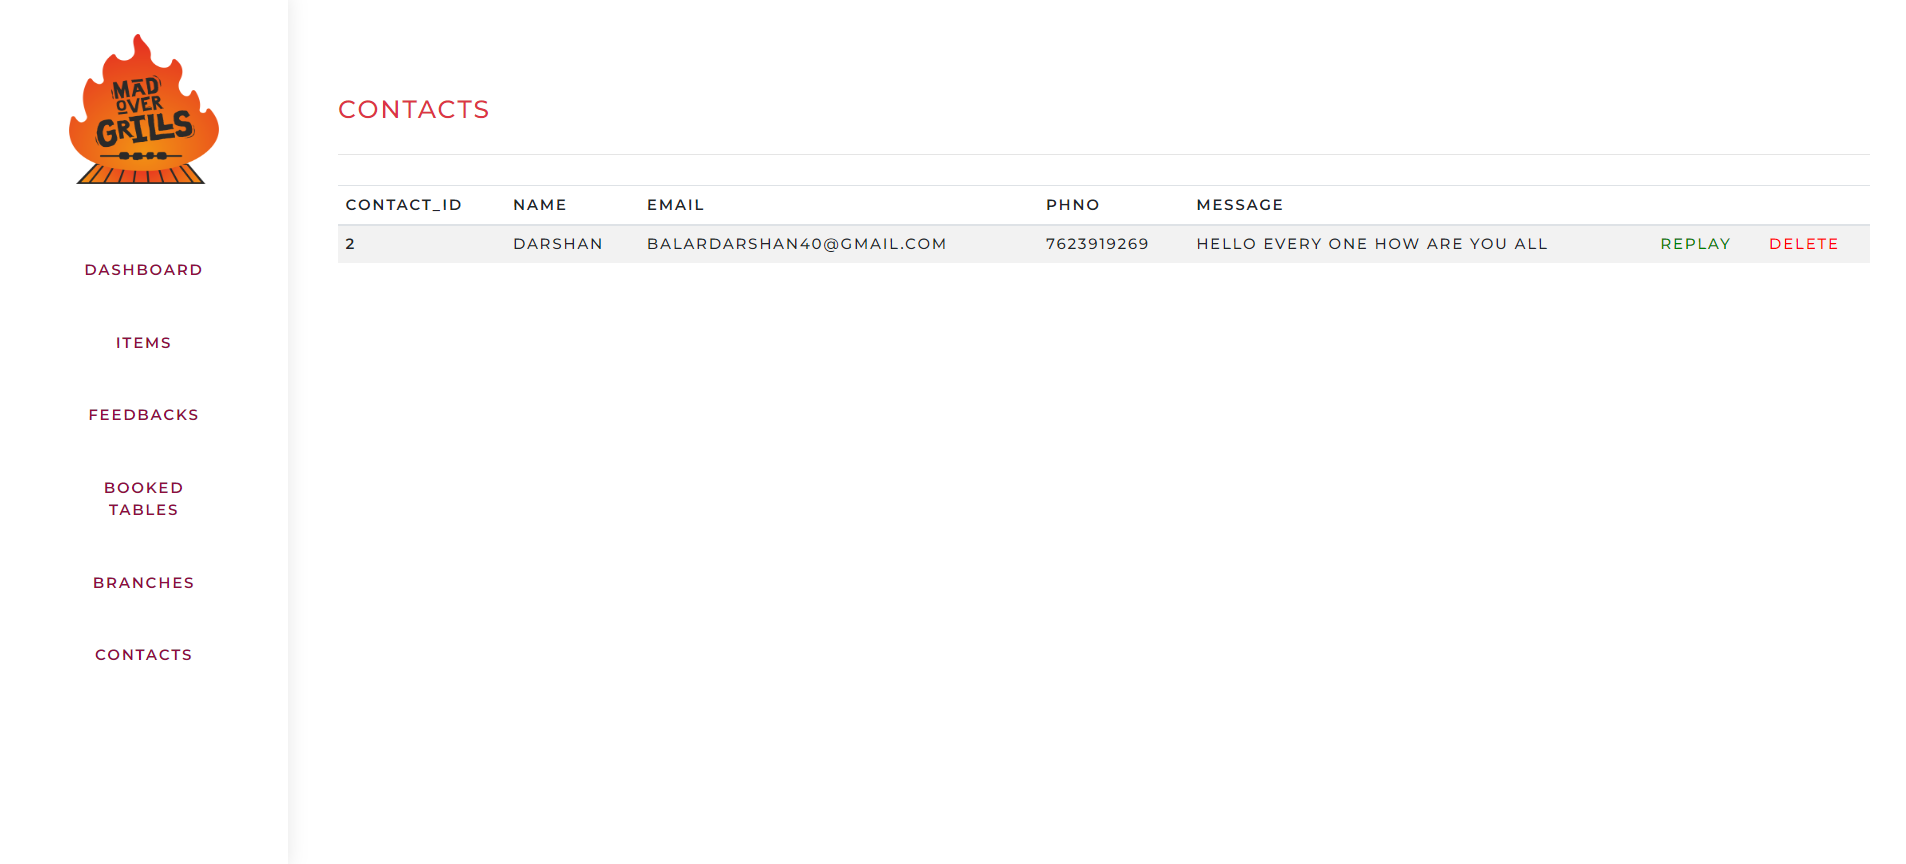 MAD
OVER
GRILLS
DASHBOARD
ITEMS
FEEDBACKS
BOOKED
TABLES
BRANCHES
CONTACTS
CONTACTS
CONTACT_ID NAME EMAIL PHNO MESSAGE
2 DARSHAN BALARDARSHAN40@GMAIL.COM 7623919269 HELLO EVERY ONE HOW ARE YOU ALL REPLAY DELETE